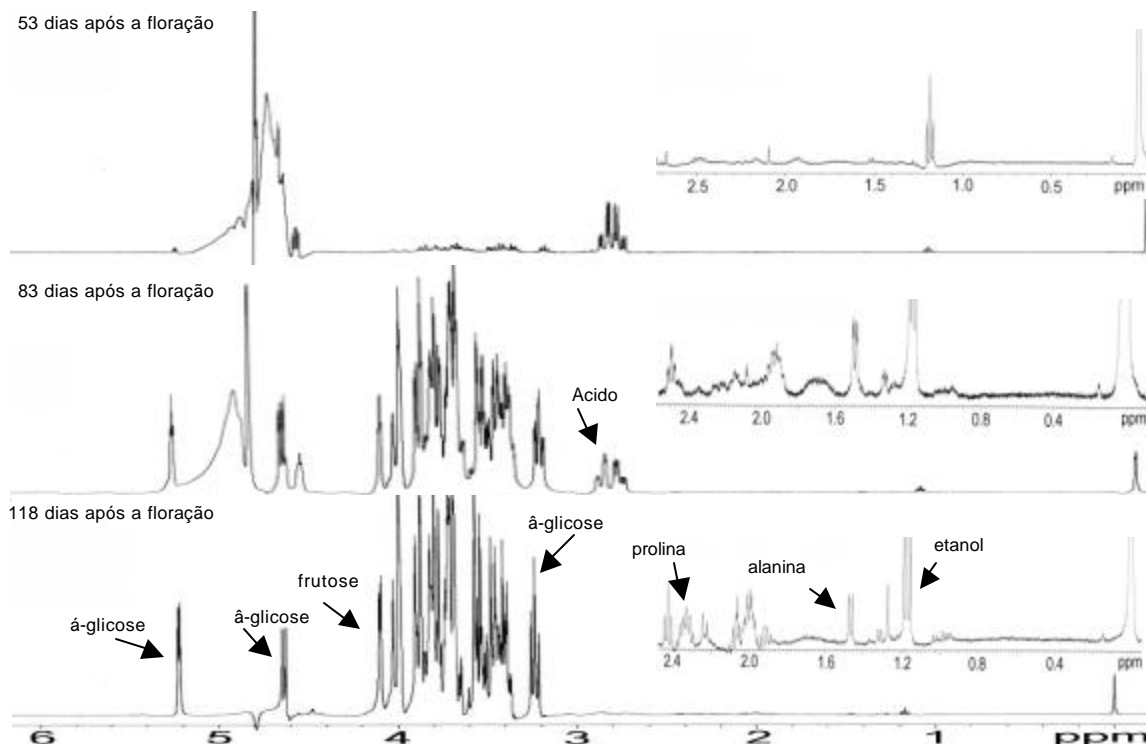 53 dias após a floração
2.5 2.0 1.5 1.0 0.5 ppm
83 dias após a floração
Acido
2.4 2.0 1.6 1.2 0.8 0.4 ppm
118 dias após a floração
â-glicose
prolina
alanina
etanol
frutose
á-glicose
â-glicose
2.4 2.0 1.6 1.2 0.8 0.4 ppm
6 5 4 3 2 1 ppm